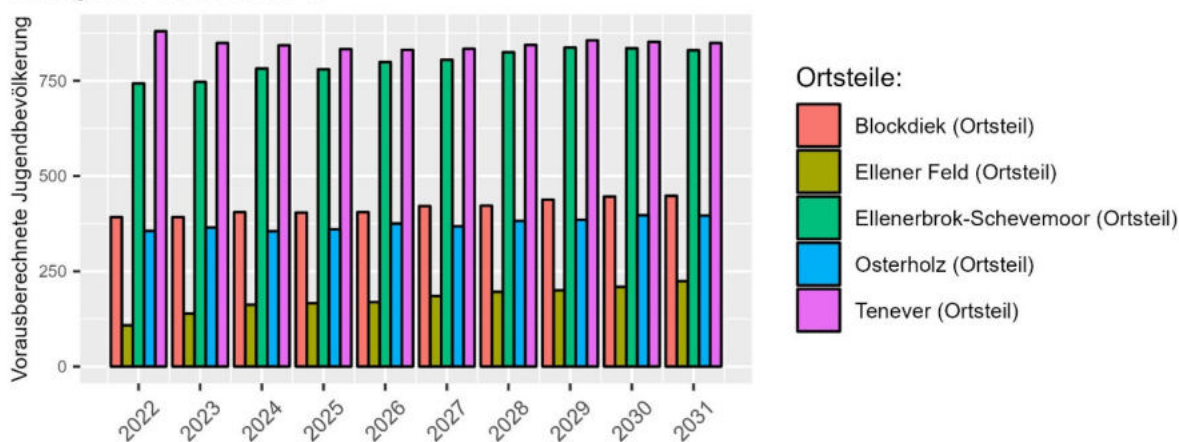 Vorausberechnete Jugendbevölkerung
750
500
250
0
2022
2023
2024
2025
2026
2027
2028
2029
2030
2031
Ortsteile:
Blockdiek (Ortsteil)
Ellener Feld (Ortsteil)
Ellenerbrok-Schevemoor (Ortsteil)
Osterholz (Ortsteil)
Tenever (Ortsteil)